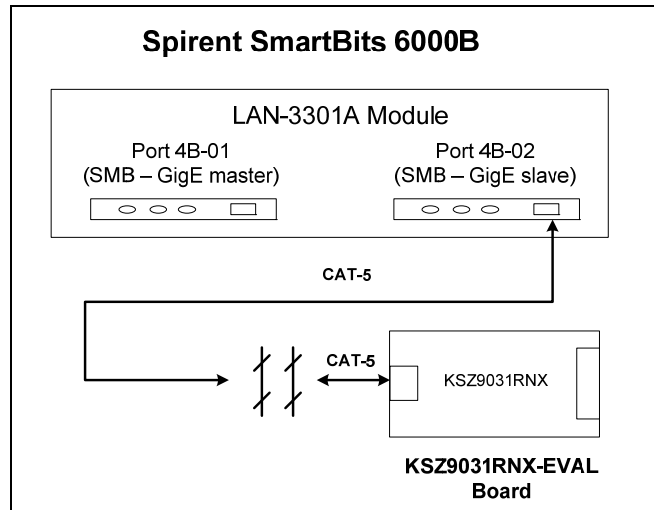 Spirent SmartBits 6000B
LAN-3301A Module
Port 4B-01
(SMB – GigE master)
Port 4B-02
(SMB – GigE slave)
CAT-5
CAT-5
KSZ9031RNX
KSZ9031RNX-EVAL
Board